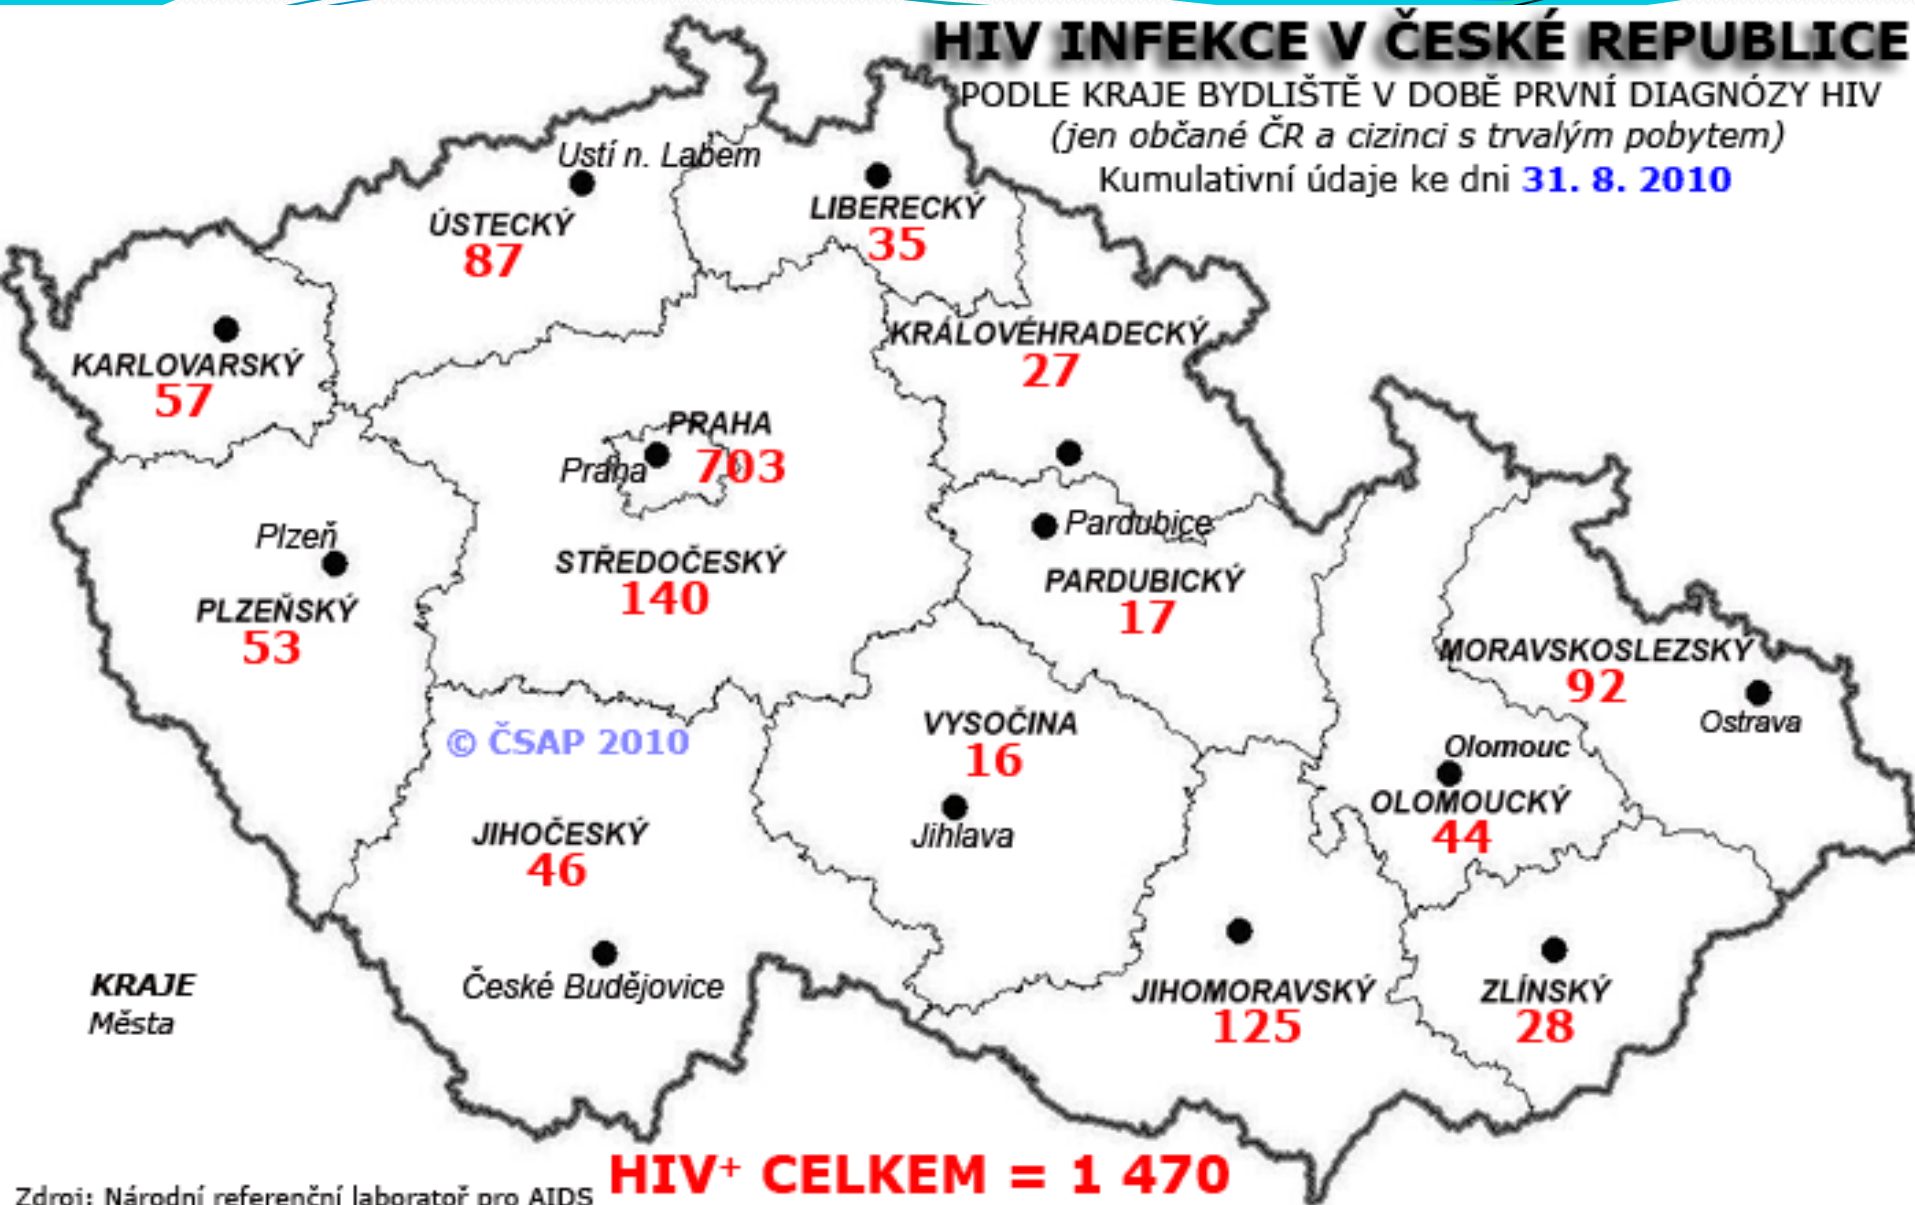 HIV INFEKCE V ČESKÉ REPUBLICE
PODLE KRAJE BYDLIŠTĚ V DOBĚ PRVNÍ DIAGNÓZY HIV
(jen občané ČR a cizinci s trvalým pobytem)
Kumulativní údaje ke dni 31. 8. 2010
Ustí n. Labem
ÚSTECKÝ
87
LIBERECKÝ
35
KARLOVARSKÝ
57
KRÁLOVÉHRADECKÝ
27
PRAHA
Praha
703
STŘEDOČESKÝ
140
Plzeň
PLZEŇSKÝ
53
Pardubice
PARDUBICKÝ
17
MORAVSKOSLEZSKÝ
92
Ostrava
VYSOČINA
16
Jihlava
© ČSAP 2010
Olomouc
OLOMOUCKÝ
44
JIHOČESKÝ
46
České Budějovice
JIHOMORAVSKÝ
125
ZLÍNSKÝ
28
KRAJE
Města
HIV⁺ CELKEM = 1 470
Zdroj: Národní referenční laboratoř pro AIDS